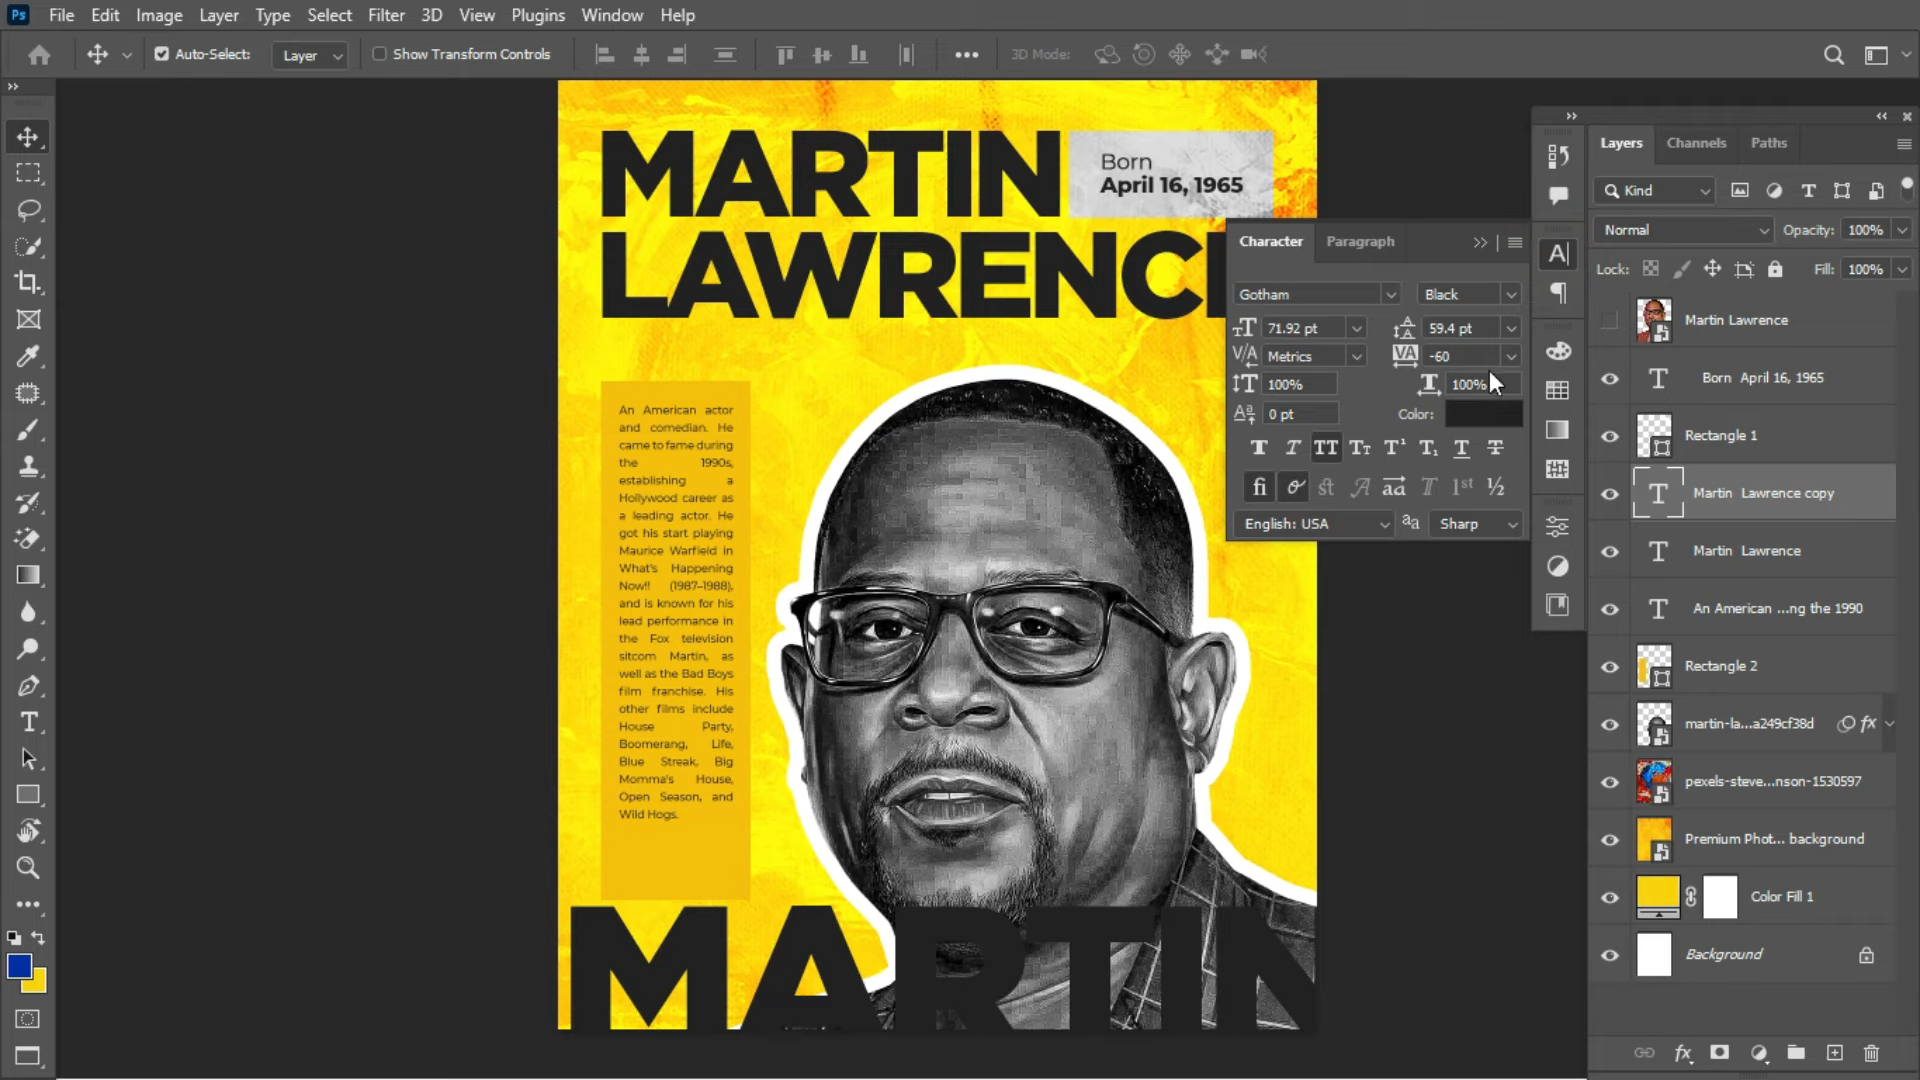 Ps File Edit Image Layer Type Select Filter 3D View Plugins Window Help
Auto-Select: Layer Show Transform Controls 3D Mode:
MARTIN
LAWRENC
Born
April 16, 1965
An American actor
and comedian. He
came to fame during
the 1990s,
establishing a
Hollywood career as
a leading actor. He
got his start playing
Maurice Warfield in
What's Happening
Now!! (1987–1988),
and is known for his
lead performance in
the Fox television
sitcom Martin, as
well as the Bad Boys
film franchise. His
other films include
House Party,
Boomerang, Life,
Blue Streak, Big
Momma's House,
Open Season, and
Wild Hogs.
MARTIN
Character Paragraph
Gotham Black
71.92 pt 59.4 pt
Metrics -60
100% 100%
0 pt Color:
English: USA Sharp
Layers Channels Paths
Kind
Normal Opacity: 100%
Lock: Fill: 100%
Martin Lawrence
Born April 16, 1965
Rectangle 1
Martin Lawrence copy
Martin Lawrence
An American ...ng the 1990
Rectangle 2
martin-la...a249cf38d fx
pexels-steve...nson-1530597
Premium Phot... background
Color Fill 1
Background
fx